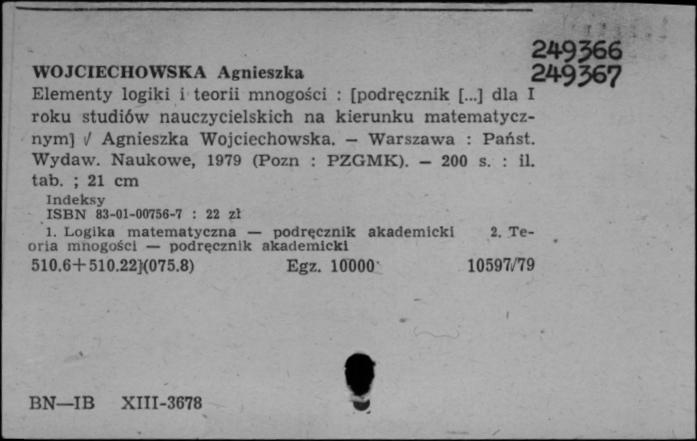 249366
WOJCIECHOWSKA Agnieszka 249367
Elementy logiki i teorii mnogości : [podręcznik [...] dla I
roku studiów nauczycielskich na kierunku matematycz-
nym] / Agnieszka Wojciechowska. — Warszawa : Państ.
Wydaw. Naukowe, 1979 (Pozn : PZGMK). — 200 s. : il.
tab. ; 21 cm
Indeksy
ISBN 83-01-00756-7 : 22 zł
1. Logika matematyczna — podręcznik akademicki 2. Te-
oria mnogości — podręcznik akademicki
510.6+510.22](075.8) Egz. 10000 10597/79
BN—IB XIII-3678